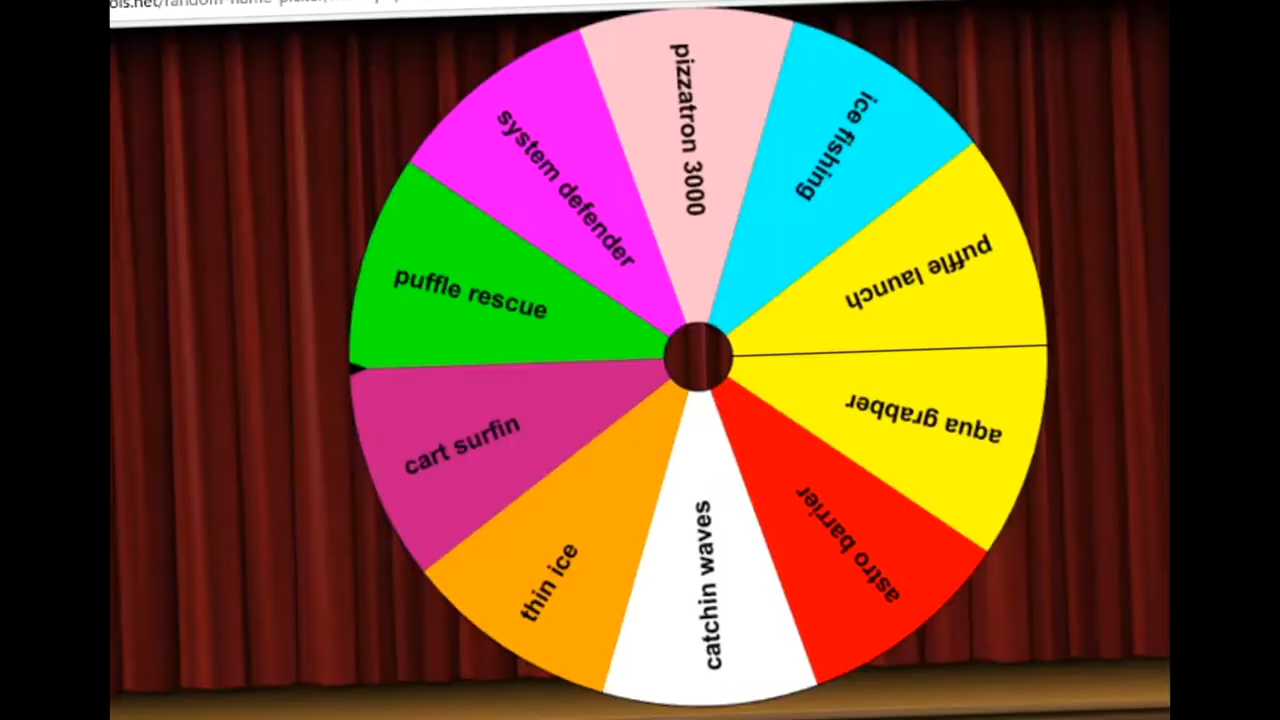 pizzatron 3000
ice fishing
puffle launch
aqua grabber
astro barrier
catchin waves
thin ice
cart surfin
puffle rescue
system defender